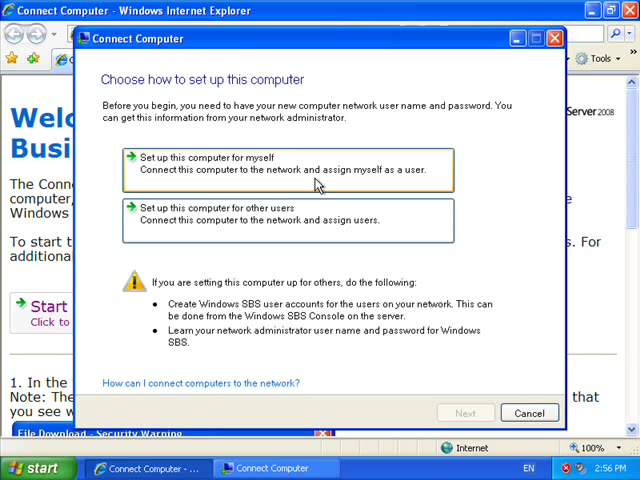 Connect Computer - Windows Internet Explorer
Connect Computer
Tools
Choose how to set up this computer
Before you begin, you need to have your new computer network user name and password. You
can get this information from your network administrator.
Set up this computer for myself
Connect this computer to the network and assign myself as a user.
Set up this computer for other users
Connect this computer to the network and assign users.
If you are setting this computer up for others, do the following:
• Create Windows SBS user accounts for the users on your network. This can
be done from the Windows SBS Console on the server.
• Learn your network administrator user name and password for Windows
SBS.
How can I connect computers to the network?
Next
Cancel
Server 2008
Busi
The Conn
computer,
Windows
To start t
s. For
additiona
Start
Click to
1. In the
that
Note: The
you see w
File Download - Security Warning
Internet
100%
start
Connect Computer - ...
Connect Computer
EN
2:56 PM